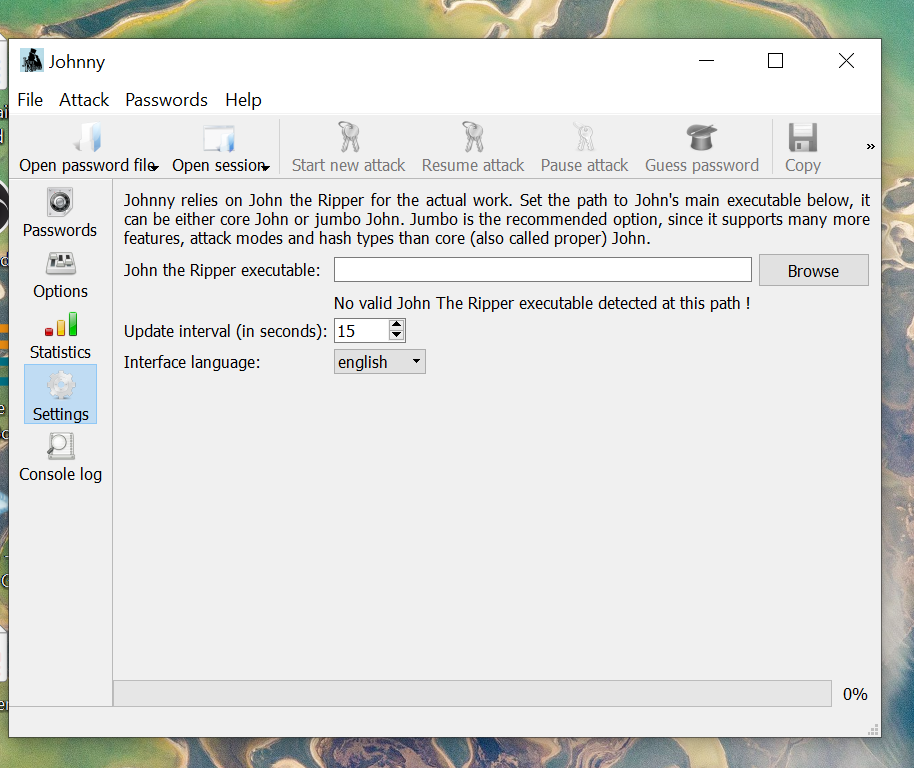 Johnny
File Attack Passwords Help
Open password file Open session Start new attack Resume attack Pause attack Guess password Copy »
Passwords
Options
Statistics
Settings
Console log
Johnny relies on John the Ripper for the actual work. Set the path to John's main executable below, it
can be either core John or jumbo John. Jumbo is the recommended option, since it supports many more
features, attack modes and hash types than core (also called proper) John.
John the Ripper executable: Browse
No valid John The Ripper executable detected at this path !
Update interval (in seconds): 15
Interface language: english
0%